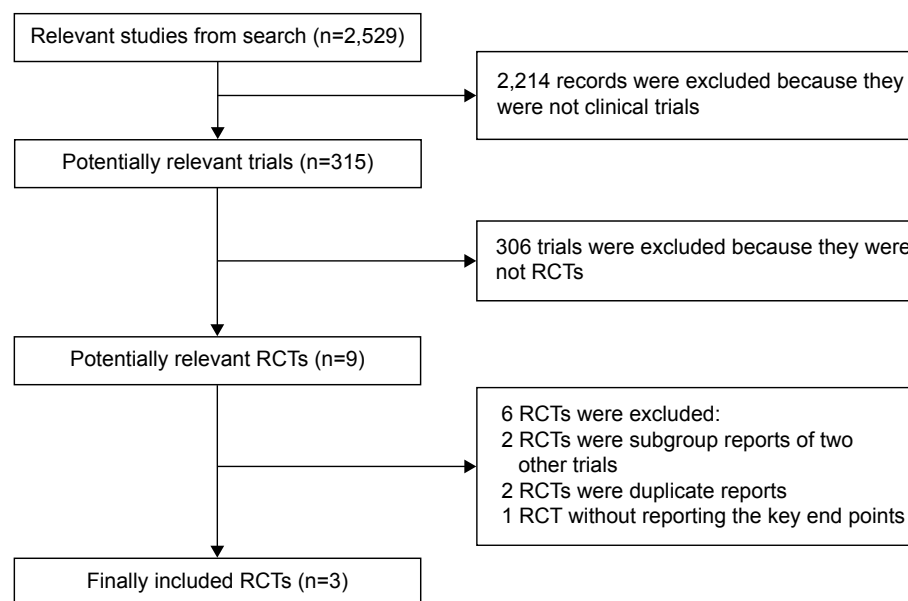 Relevant studies from search (n=2,529)
2,214 records were excluded because they
were not clinical trials
Potentially relevant trials (n=315)
306 trials were excluded because they were
not RCTs
Potentially relevant RCTs (n=9)
6 RCTs were excluded:
2 RCTs were subgroup reports of two
other trials
2 RCTs were duplicate reports
1 RCT without reporting the key end points
Finally included RCTs (n=3)